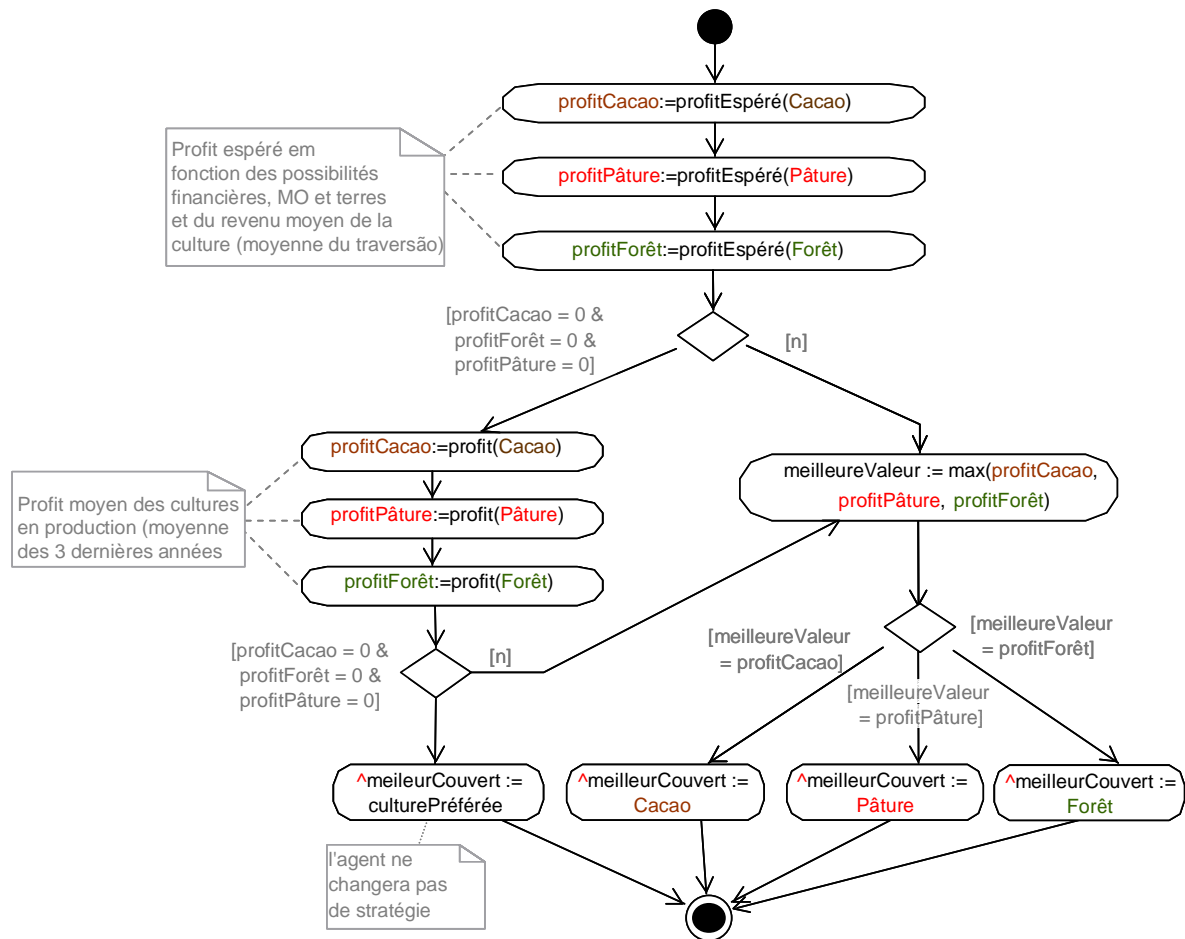 profitCacao:=profitEspéré(Cacao)
Profit espéré em
fonction des possibilités
financières, MO et terres
et du revenu moyen de la
culture (moyenne du traversão)
profitPâture:=profitEspéré(Pâture)
profitForêt:=profitEspéré(Forêt)
[profitCacao = 0 &
profitForêt = 0 &
profitPâture = 0]
[n]
profitCacao:=profit(Cacao)
meilleureValeur := max(profitCacao,
profitPâture, profitForêt)
Profit moyen des cultures
en production (moyenne
des 3 dernières années
profitPâture:=profit(Pâture)
profitForêt:=profit(Forêt)
[profitCacao = 0 &
profitForêt = 0 &
profitPâture = 0]
[n]
[meilleureValeur
= profitCacao]
[meilleureValeur
= profitPâture]
[meilleureValeur
= profitForêt]
^meileurCouvert :=
culturePréférée
^meilleurCouvert :=
Cacao
^meilleurCouvert :=
Pâture
^meilleurCouvert :=
Forêt
l'agent ne
changera pas
de stratégie